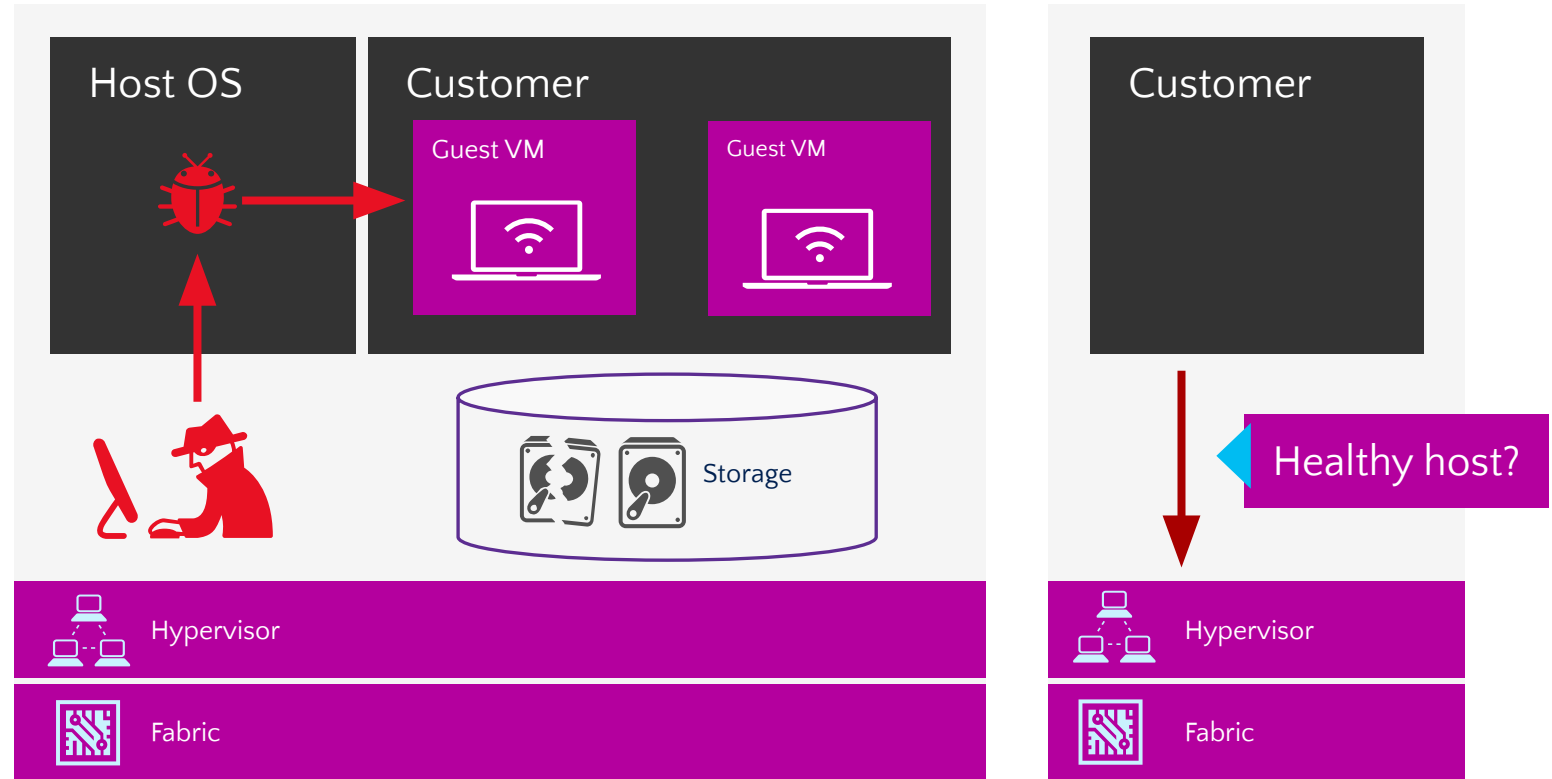 Host OS
Customer
Guest VM
Guest VM
Storage
Hypervisor
Fabric
Customer
Healthy host?
Hypervisor
Fabric